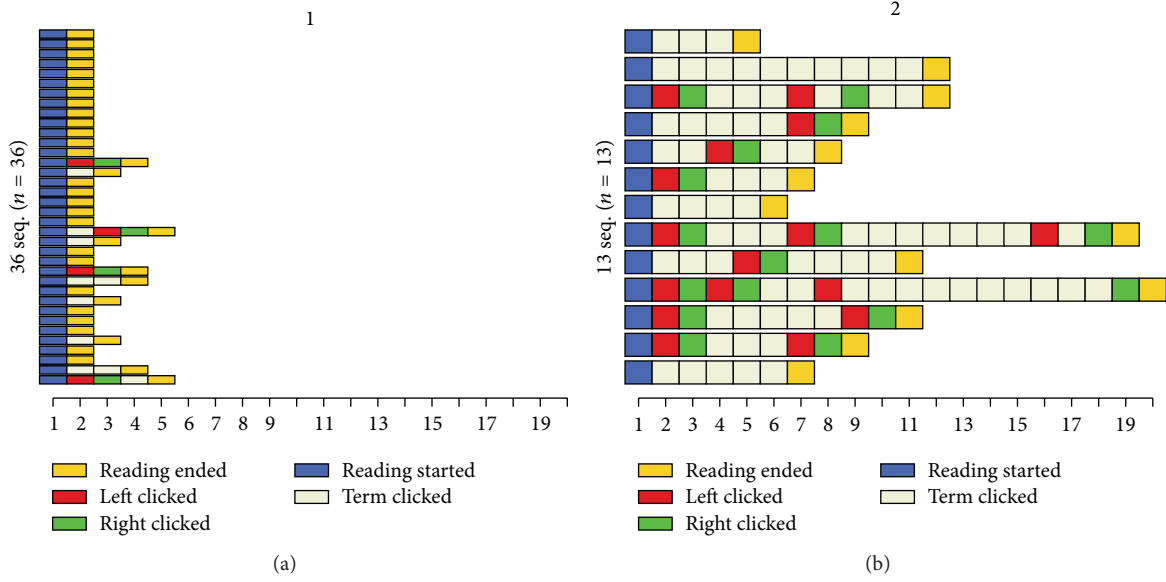 1
36 seq. (n = 36)
1 2 3 4 5 6 7 8 9 11 13 15 17 19
Reading ended
Left clicked
Right clicked
Reading started
Term clicked
(a)
2
13 seq. (n = 13)
1 2 3 4 5 6 7 8 9 11 13 15 17 19
Reading ended
Left clicked
Right clicked
Reading started
Term clicked
(b)